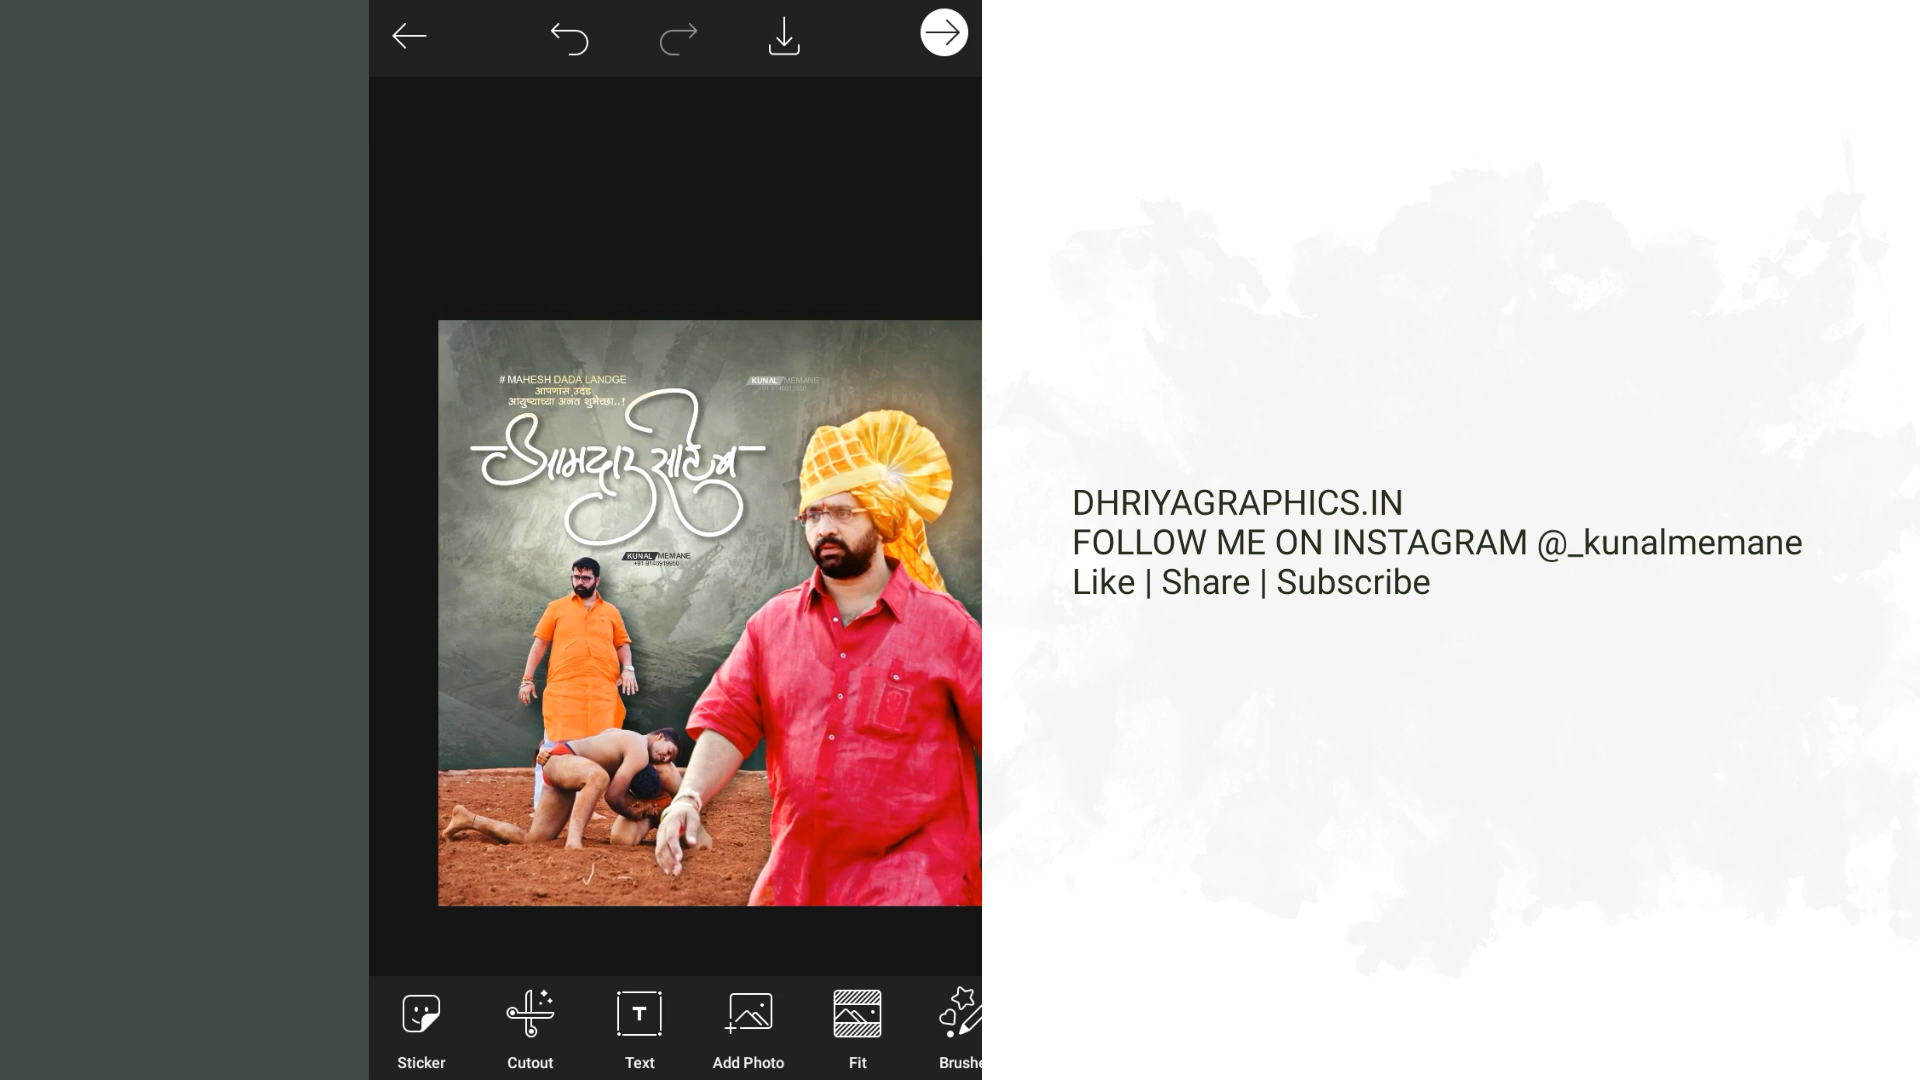 # MAHESH DADA LANDGE
आपणांस उदंड
आयुष्याच्या अनंत शुभेच्छा..!
आमदार साहेब
KUNAL MEMANE
KUNAL MEMANE
Sticker
Cutout
Text
Add Photo
Fit
Brushe
DHRIYAGRAPHICS.IN
FOLLOW ME ON INSTAGRAM @_kunalmemane
Like | Share | Subscribe